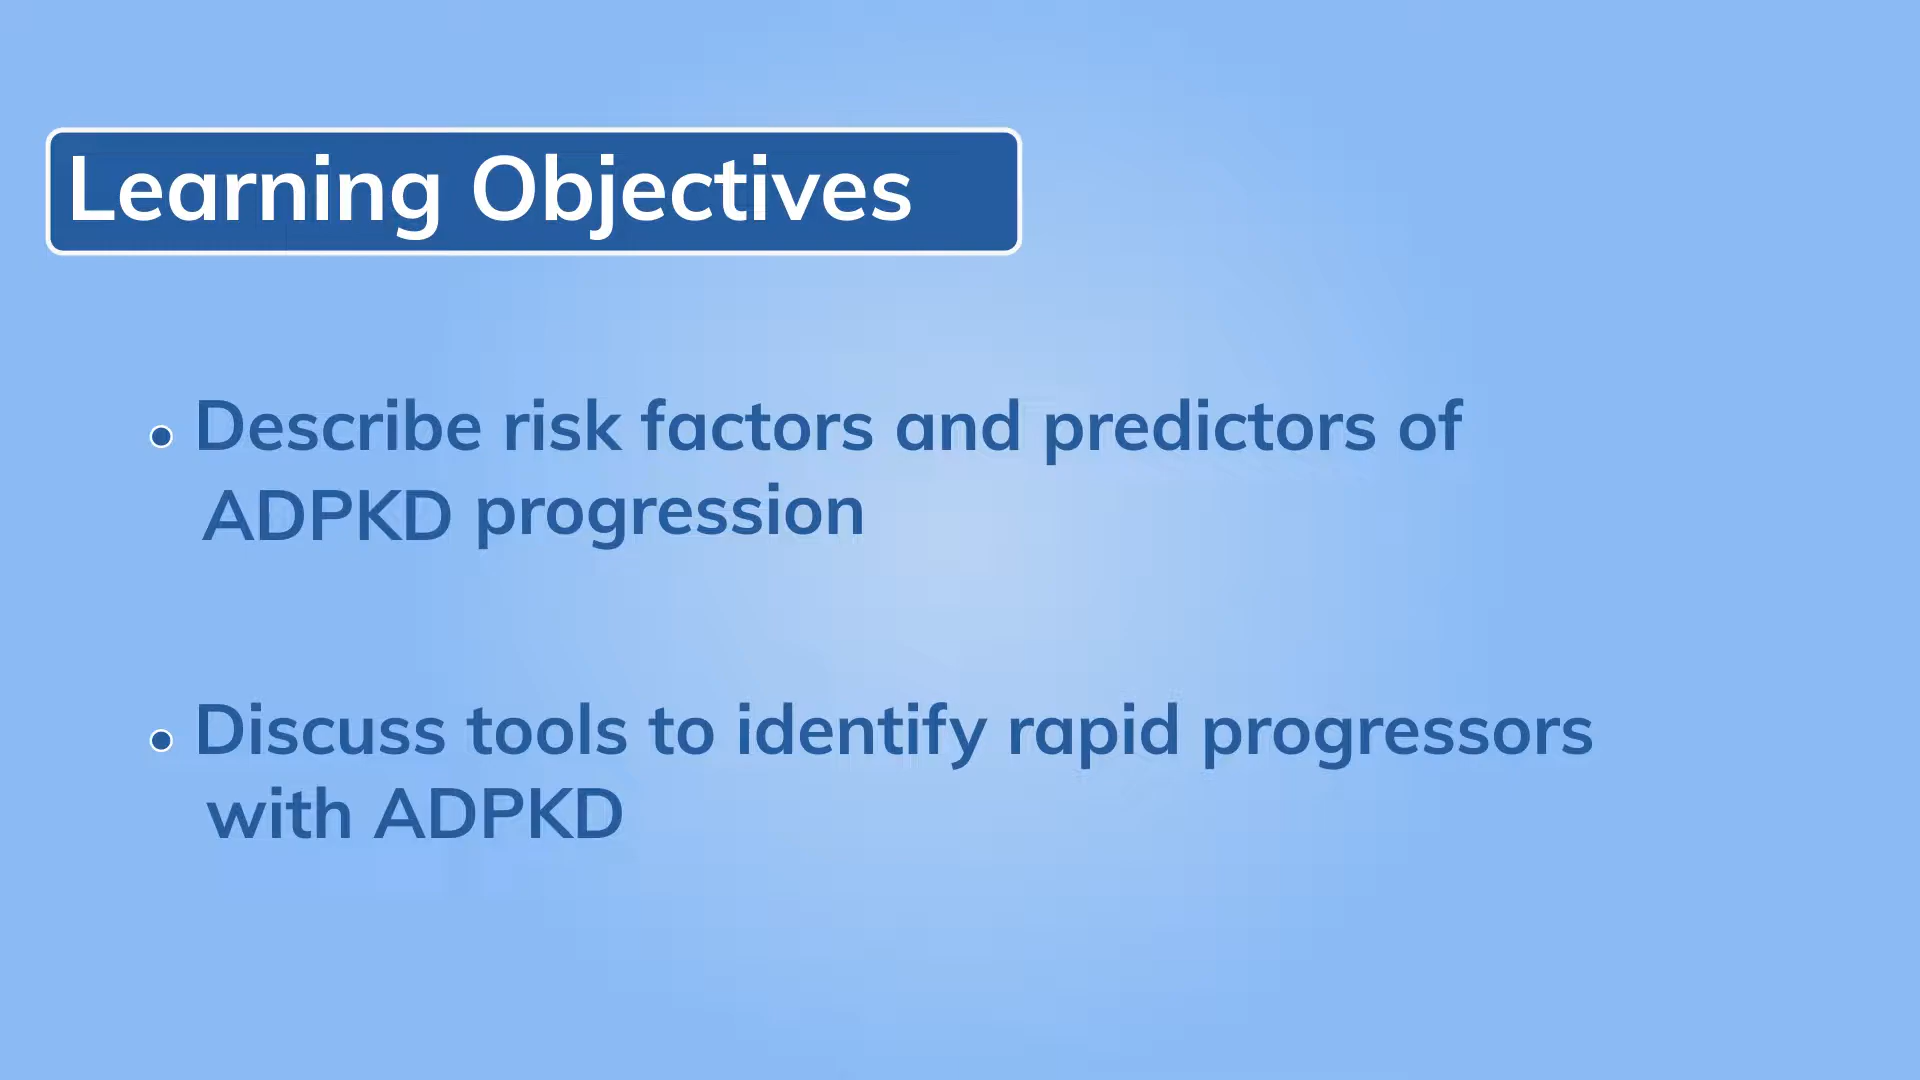 Learning Objectives
Describe risk factors and predictors of
ADPKD progression
Discuss tools to identify rapid progressors
with ADPKD